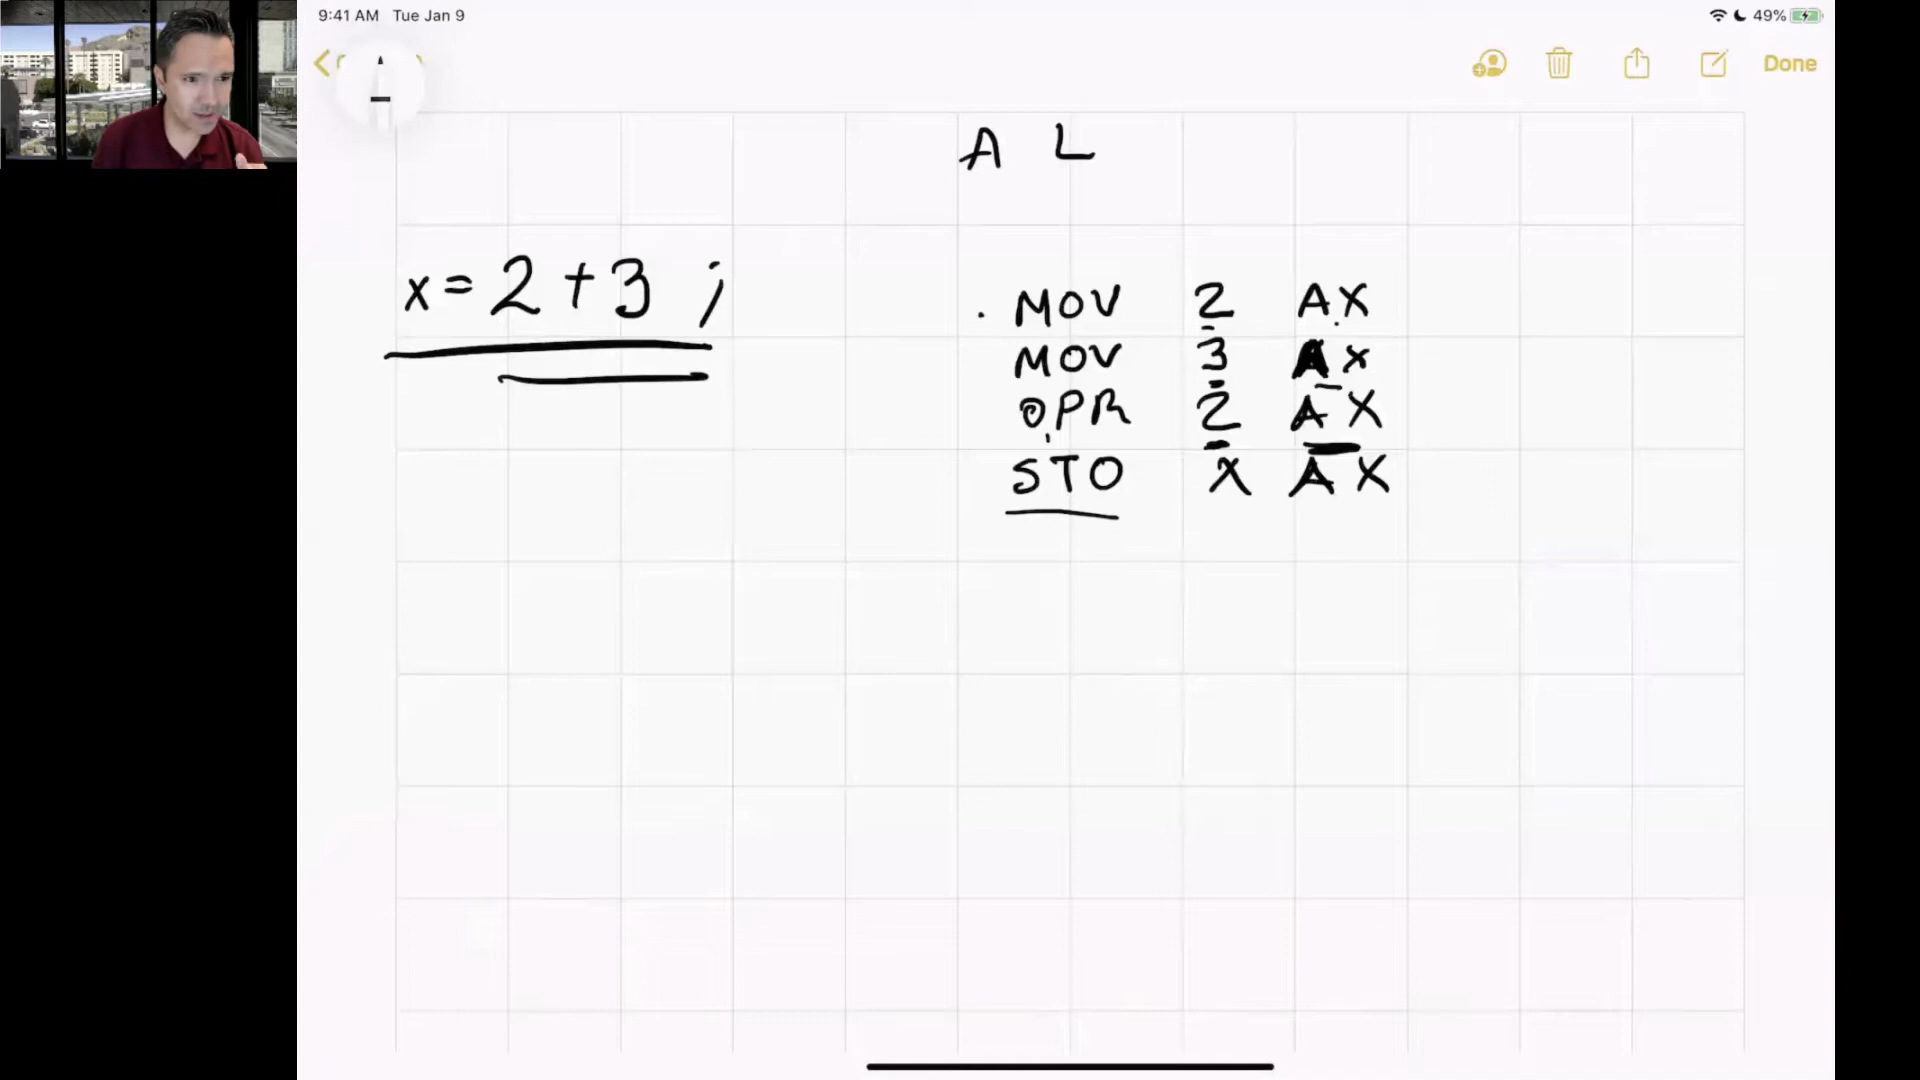 9:41 AM Tue Jan 9
49%
Done
A L
x = 2 + 3 ;
. MOV 2 AX
MOV 3 Ax
OPR 2 AX
STO X AX